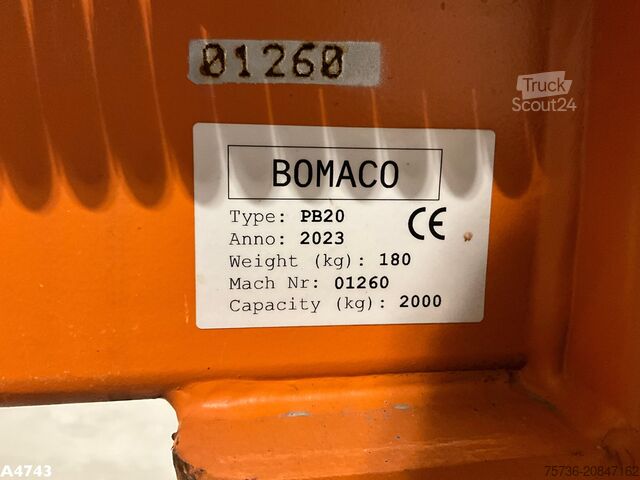 01260
Truck
Scout24
BOMACO
Type: PB20
CE
Anno: 2023
Weight (kg): 180
Mach Nr: 01260
Capacity (kg): 2000
A4743
75736-20847162